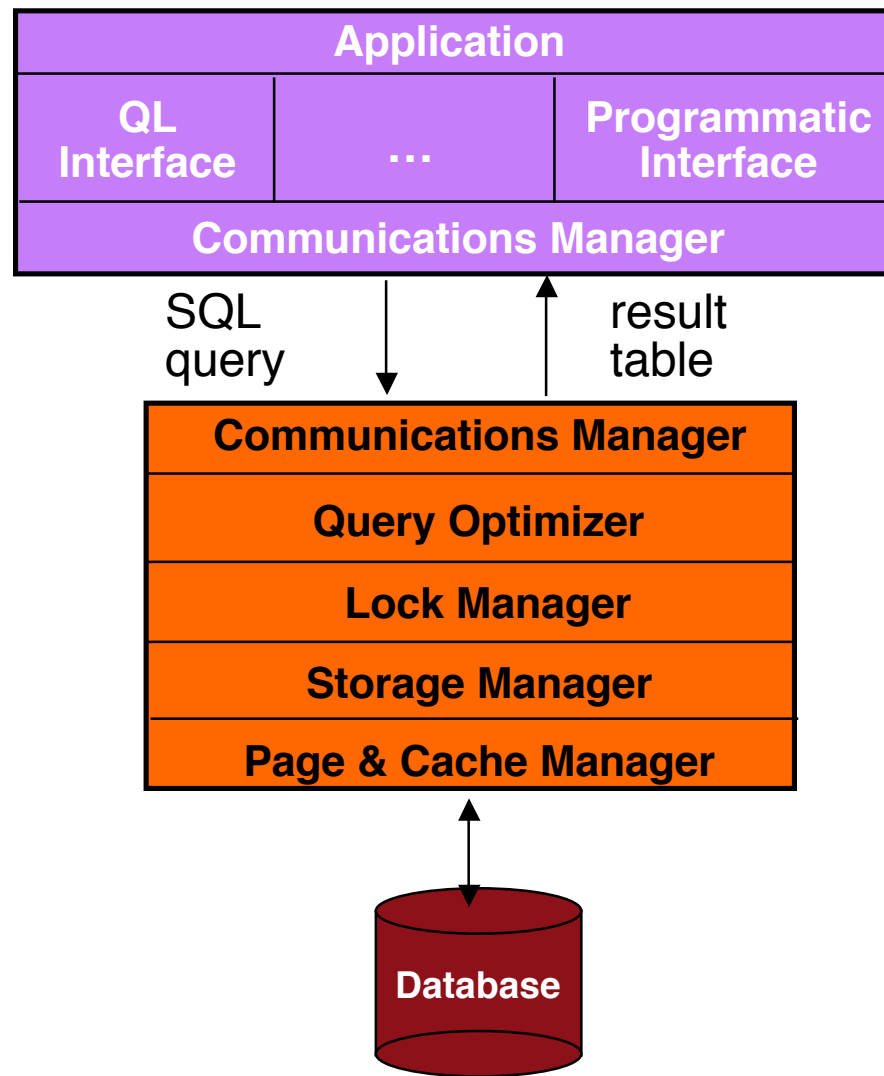 Application
QL
Interface
...
Programmatic
Interface
Communications Manager
SQL
query
result
table
Communications Manager
Query Optimizer
Lock Manager
Storage Manager
Page & Cache Manager
Database